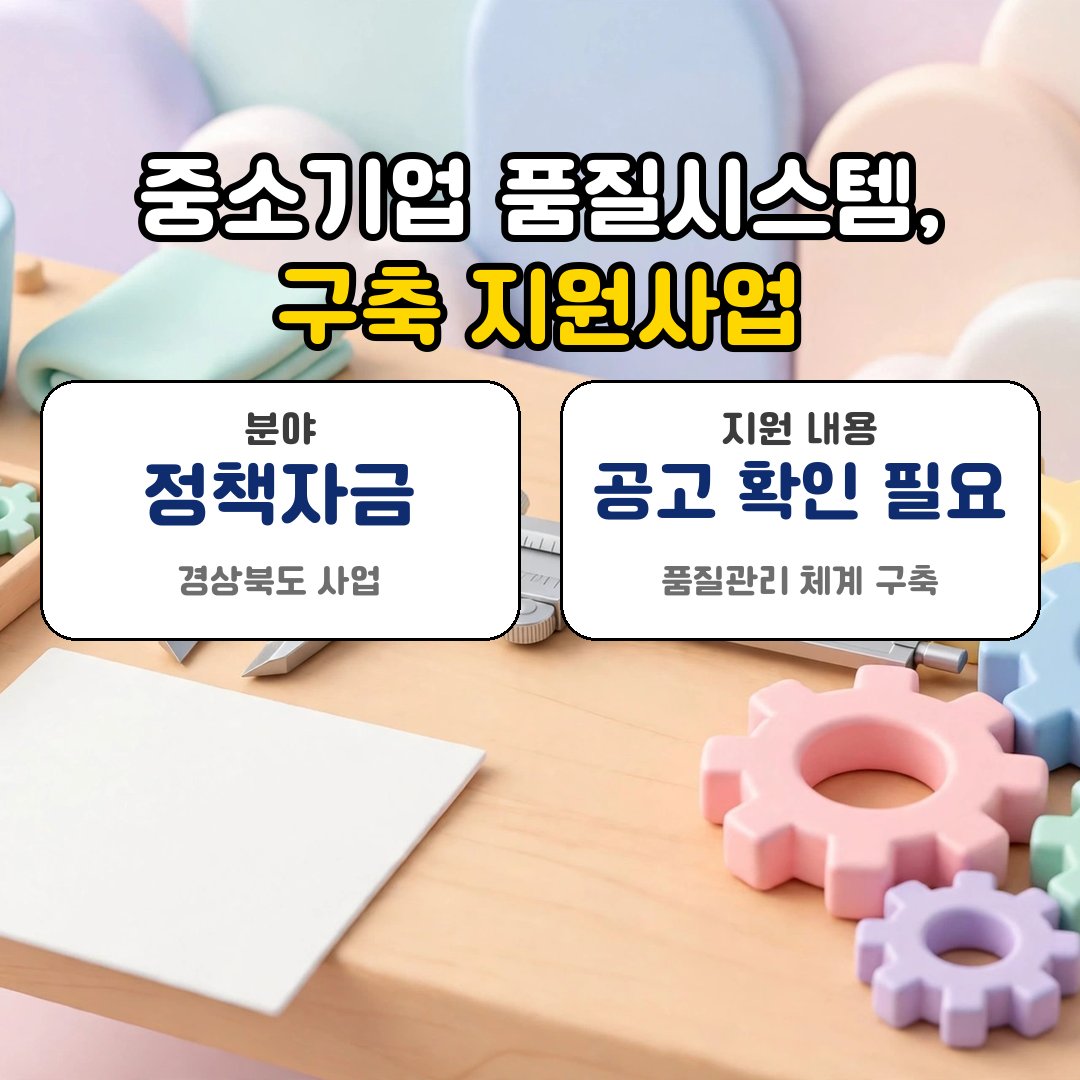 중소기업 품질시스템,
구축 지원사업
분야
정책자금
경상북도 사업
지원 내용
공고 확인 필요
품질관리 체계 구축